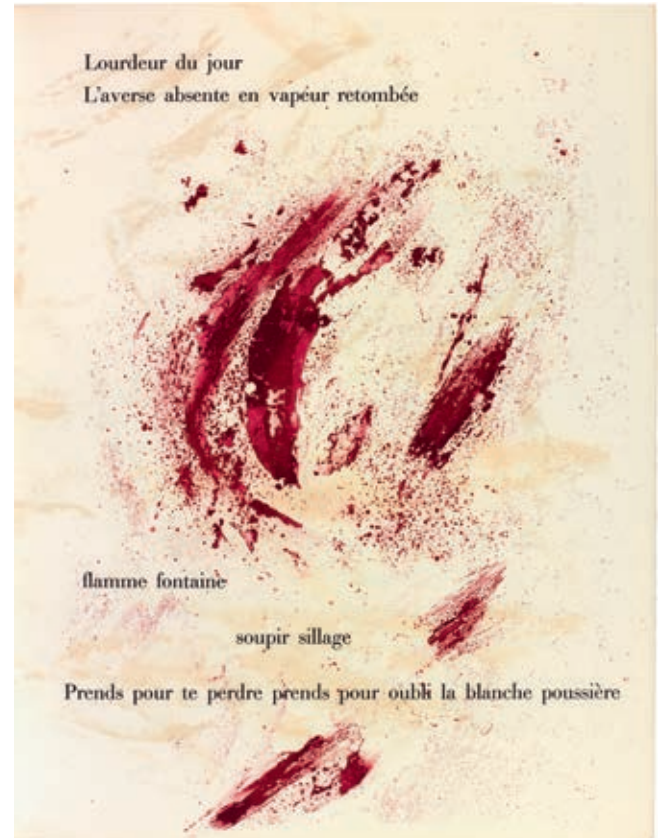 Lourdeur du jour
L'averse absente en vapeur retombée
flamme fontaine
soupir sillage
Prends pour te perdre prends pour oubli la blanche poussière